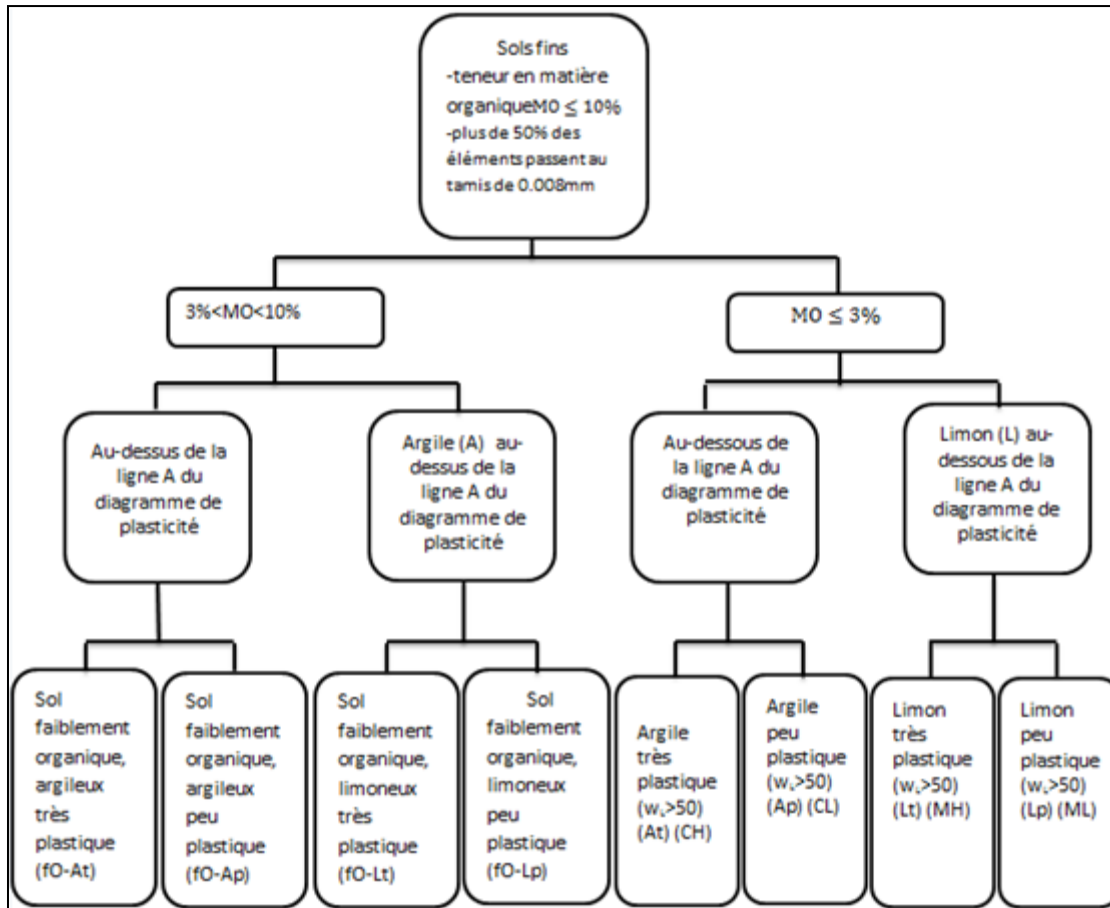 Sols fins
-teneur en matière
organiqueMO ≤ 10%
-plus de 50% des
éléments passent au
tamis de 0.008mm
3%<MO<10%
MO ≤ 3%
Au-dessus de la
ligne A du
diagramme de
plasticité
Argile (A) au-
dessus de la
ligne A du
diagramme de
plasticité
Au-dessous de
la ligne A du
diagramme de
plasticité
Limon (L) au-
dessous de la
ligne A du
diagramme de
plasticité
Sol
faiblement
organique,
argileux
très
plastique
(fO-At)
Sol
faiblement
organique,
argileux
peu
plastique
(fO-Ap)
Sol
faiblement
organique,
limoneux
très
plastique
(fO-Lt)
Sol
faiblement
organique,
limoneux
peu
plastique
(fO-Lp)
Argile
très
plastique
(wʟ>50)
(At) (CH)
Argile
peu
plastique
(wʟ>50)
(Ap) (CL)
Limon
très
plastique
(wʟ>50)
(Lt) (MH)
Limon
peu
plastique
(wʟ>50)
(Lp) (ML)